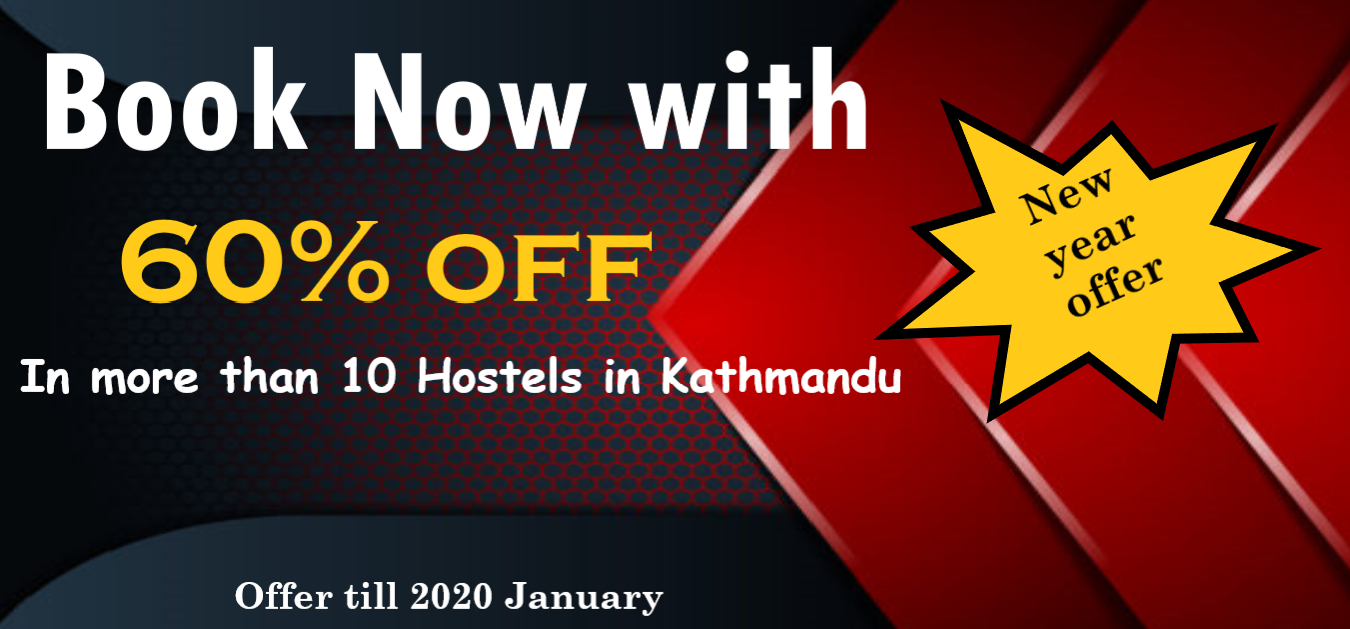 Book Now with
60% OFF
In more than 10 Hostels in Kathmandu
New
year
offer
Offer till 2020 January